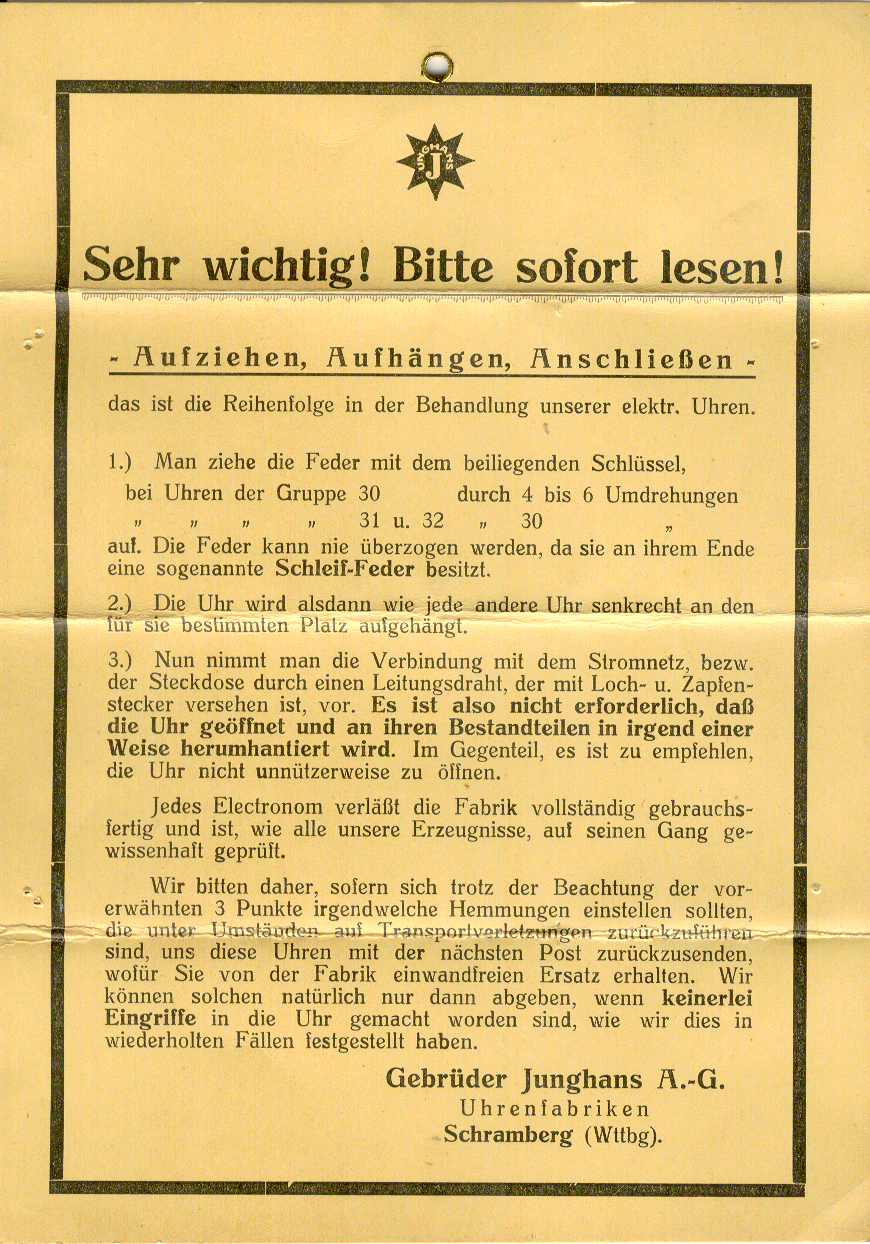 JUNGHANS
J
Sehr wichtig! Bitte sofort lesen!
- Aufziehen, Aufhängen, Anschließen -
das ist die Reihenfolge in der Behandlung unserer elektr. Uhren.
1.) Man ziehe die Feder mit dem beiliegenden Schlüssel,
bei Uhren der Gruppe 30 durch 4 bis 6 Umdrehungen
„ „ „ „ 31 u. 32 „ 30 „
auf. Die Feder kann nie überzogen werden, da sie an ihrem Ende
eine sogenannte Schleif-Feder besitzt.
2.) Die Uhr wird alsdann wie jede andere Uhr senkrecht an den
für sie bestimmten Platz aufgehängt.
3.) Nun nimmt man die Verbindung mit dem Stromnetz, bezw.
der Steckdose durch einen Leitungsdraht, der mit Loch- u. Zapfen-
stecker versehen ist, vor. Es ist also nicht erforderlich, daß
die Uhr geöffnet und an ihren Bestandteilen in irgend einer
Weise herumhantiert wird. Im Gegenteil, es ist zu empfehlen,
die Uhr nicht unnützerweise zu öffnen.
Jedes Electronom verläßt die Fabrik vollständig gebrauchs-
fertig und ist, wie alle unsere Erzeugnisse, auf seinen Gang ge-
wissenhaft geprüft.
Wir bitten daher, sofern sich trotz der Beachtung der vor-
erwähnten 3 Punkte irgendwelche Hemmungen einstellen sollten,
die unter Umständen auf Transportverletzungen zurückzuführen
sind, uns diese Uhren mit der nächsten Post zurückzusenden,
wofür Sie von der Fabrik einwandfreien Ersatz erhalten. Wir
können solchen natürlich nur dann abgeben, wenn keinerlei
Eingriffe in die Uhr gemacht worden sind, wie wir dies in
wiederholten Fällen festgestellt haben.
Gebrüder Junghans A.-G.
Uhrenfabriken
Schramberg (Wttbg).